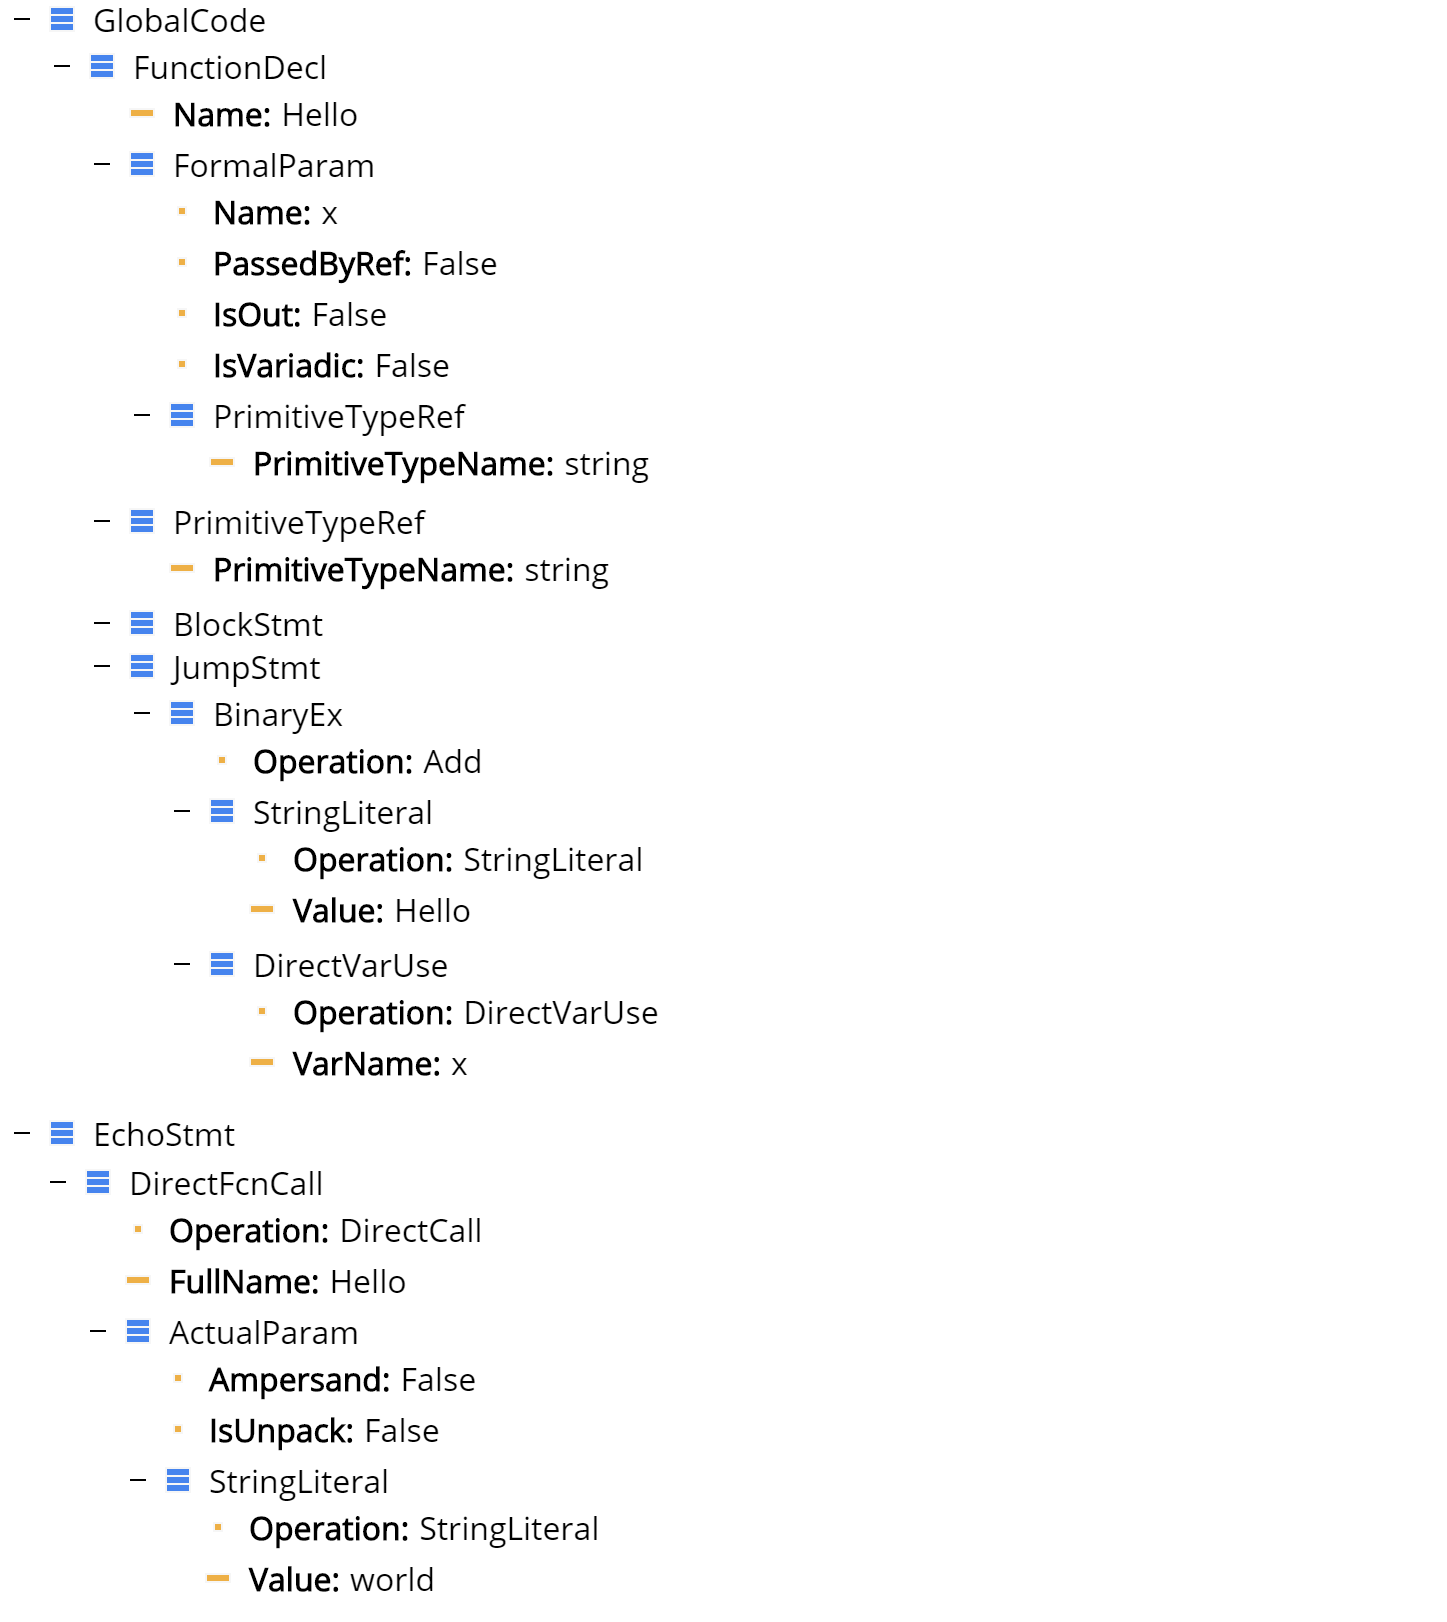 GlobalCode
FunctionDecl
Name: Hello
FormalParam
Name: x
PassedByRef: False
IsOut: False
IsVariadic: False
PrimitiveTypeRef
PrimitiveTypeName: string
PrimitiveTypeRef
PrimitiveTypeName: string
BlockStmt
JumpStmt
BinaryEx
Operation: Add
StringLiteral
Operation: StringLiteral
Value: Hello
DirectVarUse
Operation: DirectVarUse
VarName: x
EchoStmt
DirectFcnCall
Operation: DirectCall
FullName: Hello
ActualParam
Ampersand: False
IsUnpack: False
StringLiteral
Operation: StringLiteral
Value: world